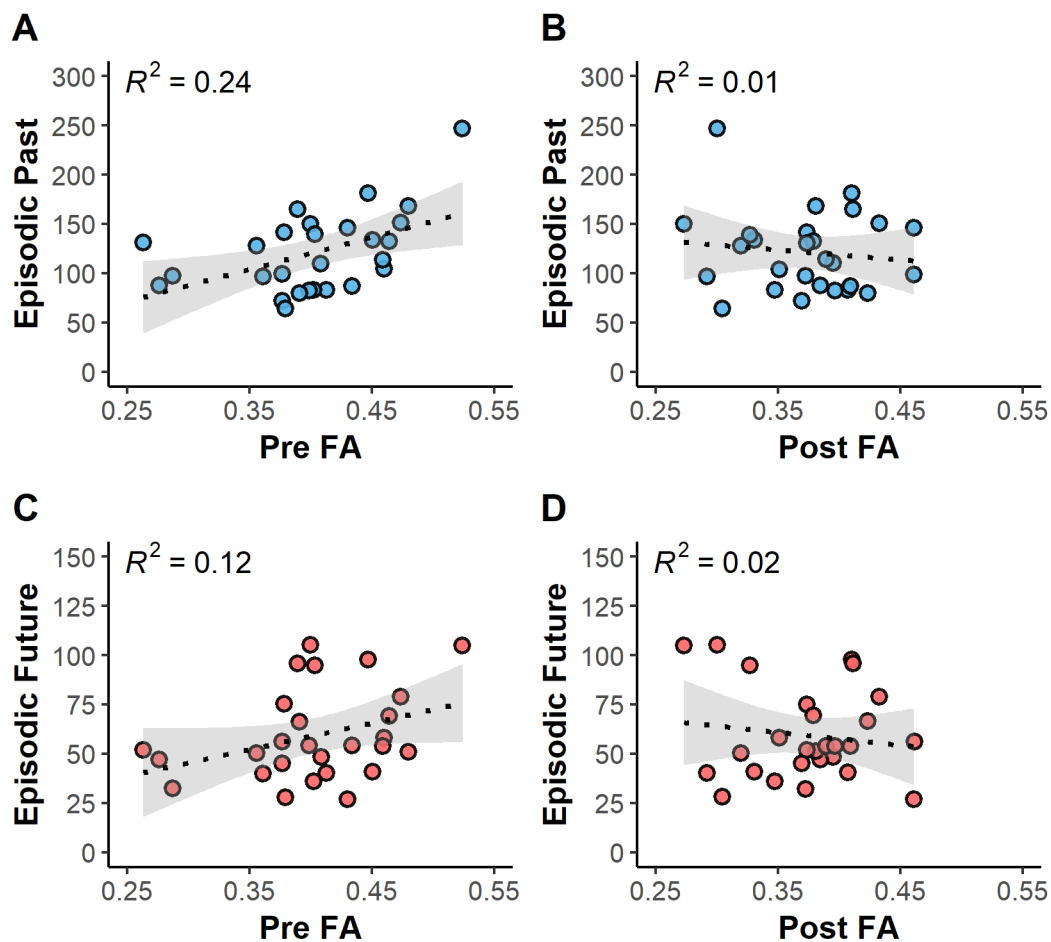 A
R² = 0.24
Episodic Past
300
250
200
150
100
50
0
0.25 0.35 0.45 0.55
Pre FA
B
R² = 0.01
Episodic Past
300
250
200
150
100
50
0
0.25 0.35 0.45 0.55
Post FA
C
R² = 0.12
Episodic Future
150
125
100
75
50
25
0
0.25 0.35 0.45 0.55
Pre FA
D
R² = 0.02
Episodic Future
150
125
100
75
50
25
0
0.25 0.35 0.45 0.55
Post FA